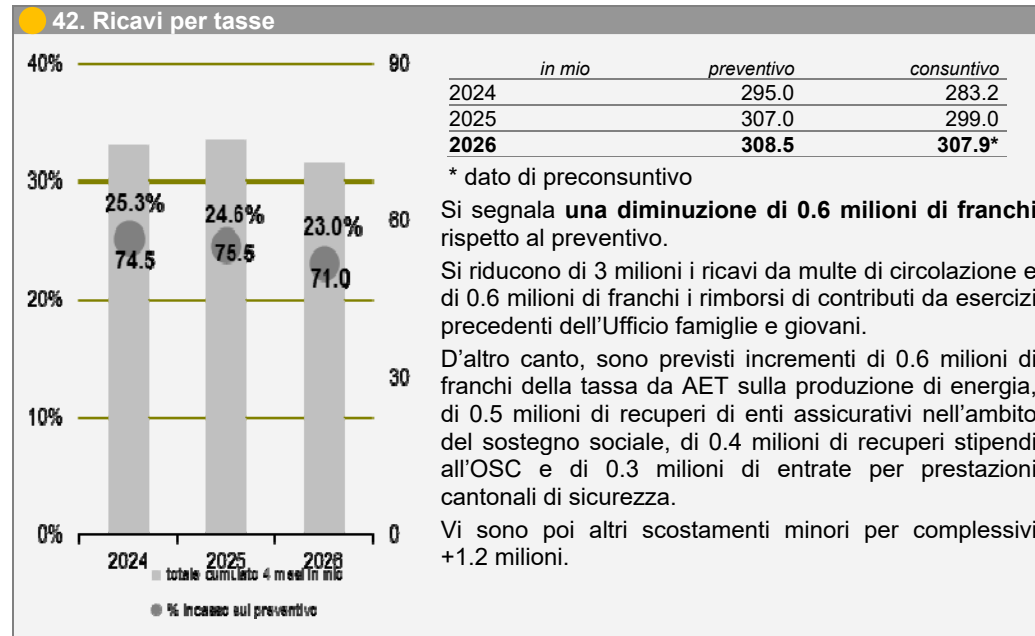 42. Ricavi per tasse
40%
30%
20%
10%
0%
90
60
30
0
25.3%
74.5
24.6%
75.5
23.0%
71.0
2024 2025 2026
totale cumulato 4 mesi in mio
% incasso sul preventivo
in mio preventivo consuntivo
2024 295.0 283.2
2025 307.0 299.0
2026 308.5 307.9*
* dato di preconsuntivo
Si segnala una diminuzione di 0.6 milioni di franchi
rispetto al preventivo.
Si riducono di 3 milioni i ricavi da multe di circolazione e
di 0.6 milioni di franchi i rimborsi di contributi da esercizi
precedenti dell’Ufficio famiglie e giovani.
D’altro canto, sono previsti incrementi di 0.6 milioni di
franchi della tassa da AET sulla produzione di energia,
di 0.5 milioni di recuperi di enti assicurativi nell’ambito
del sostegno sociale, di 0.4 milioni di recuperi stipendi
all’OSC e di 0.3 milioni di entrate per prestazioni
cantonali di sicurezza.
Vi sono poi altri scostamenti minori per complessivi
+1.2 milioni.